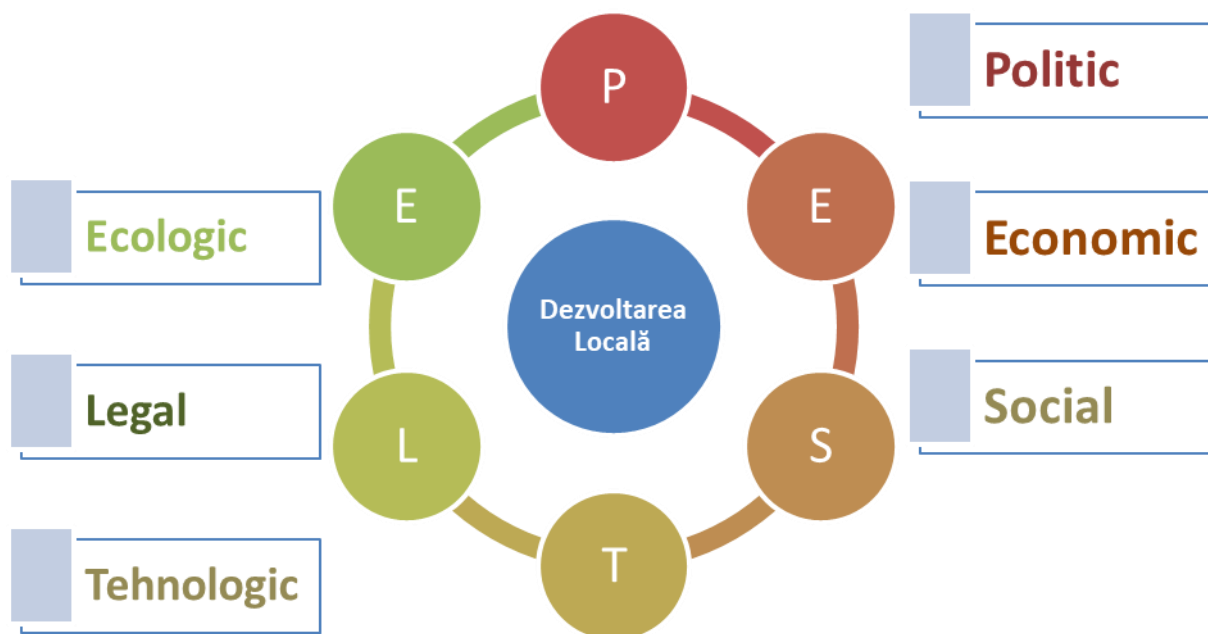 P
Politic
E
E
Ecologic
Economic
Dezvoltarea
Locală
Legal
Social
L
S
T
Tehnologic